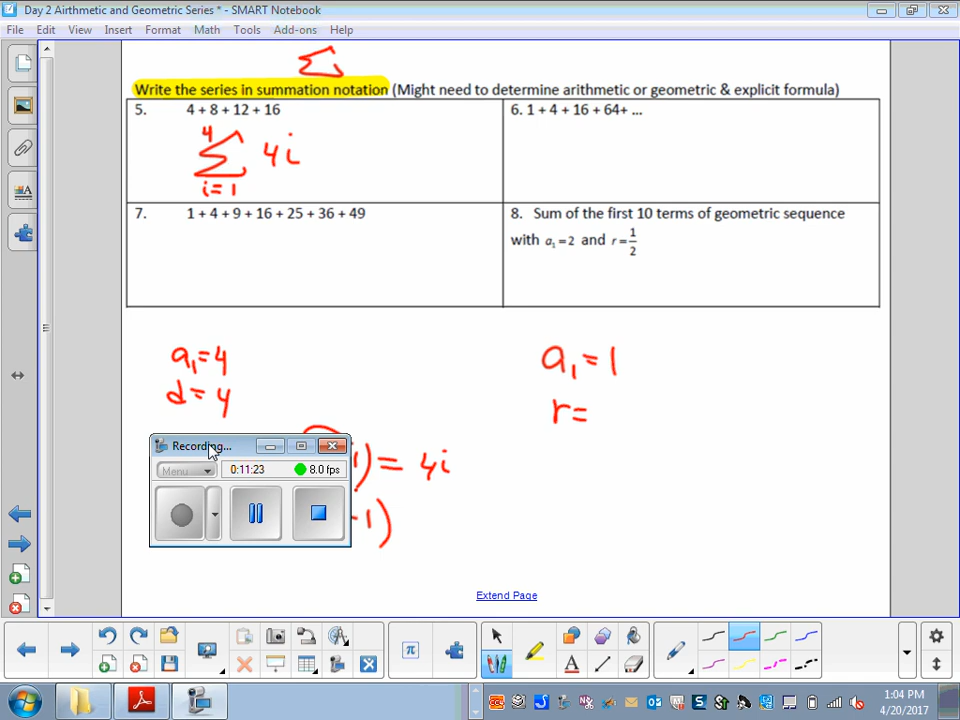 Day 2 Airthmetic and Geometric Series * - SMART Notebook
File Edit View Insert Format Math Tools Add-ons Help
Σ
Write the series in summation notation (Might need to determine arithmetic or geometric & explicit formula)
5. 4 + 8 + 12 + 16
4
Σ 4i
i=1
6. 1 + 4 + 16 + 64+ ...
7. 1 + 4 + 9 + 16 + 25 + 36 + 49
8. Sum of the first 10 terms of geometric sequence
with a₁ = 2 and r = 1/2
a₁=4
d=4
a₁=1
r=
Recording...
1) = 4i
Menu 0:11:23 8.0 fps
-1)
Extend Page
π
A
1:04 PM
4/20/2017